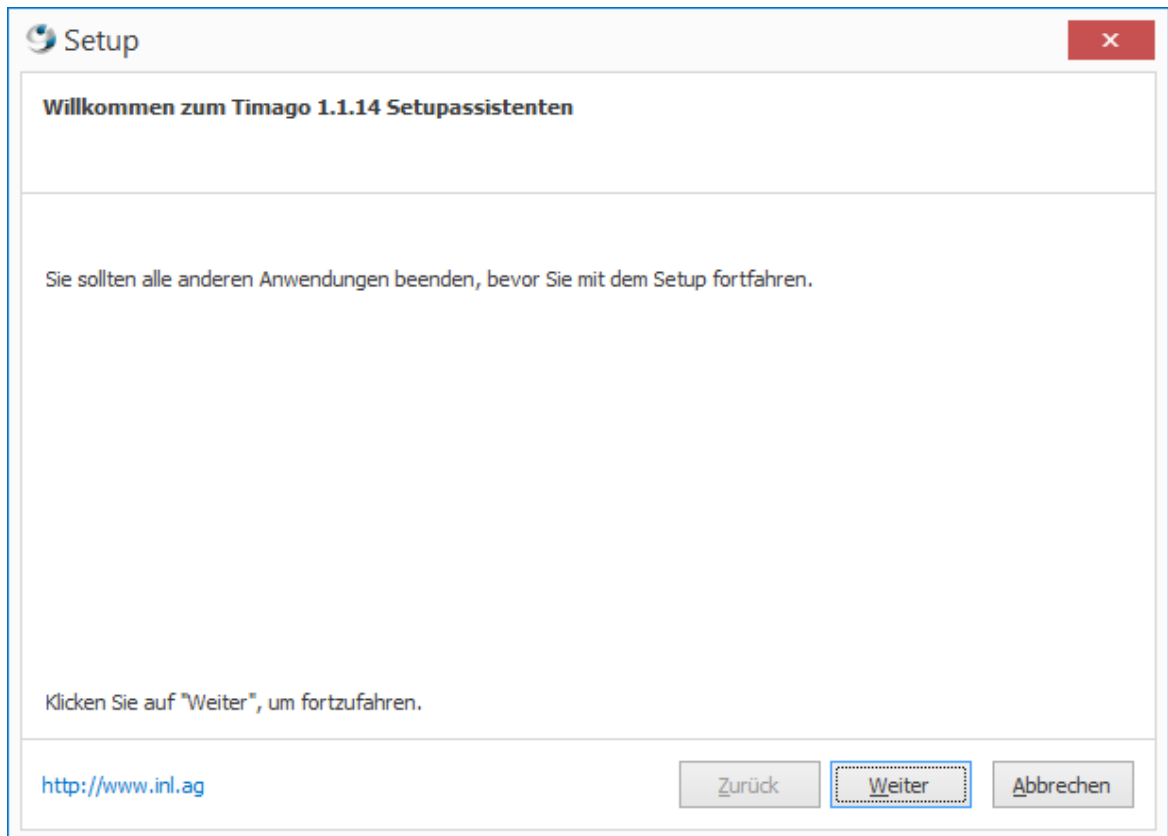 Setup
Willkommen zum Timago 1.1.14 Setupassistenten
Sie sollten alle anderen Anwendungen beenden, bevor Sie mit dem Setup fortfahren.
Klicken Sie auf "Weiter", um fortzufahren.
http://www.inl.ag Zurück Weiter Abbrechen